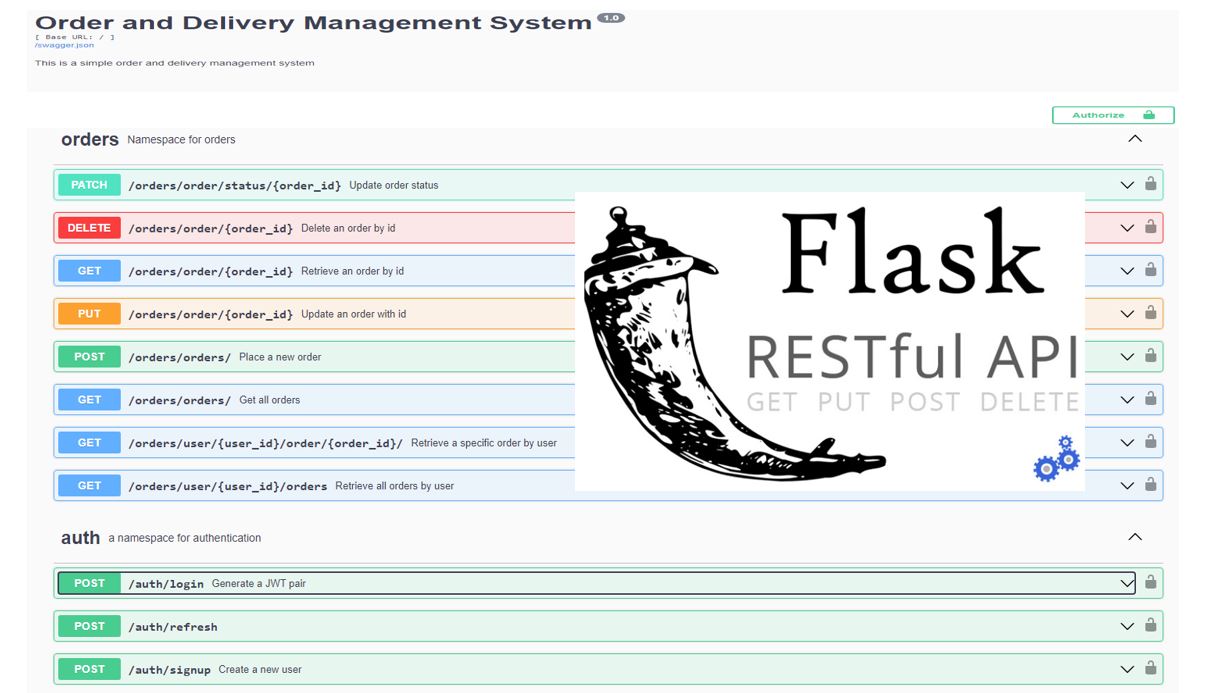 Order and Delivery Management System 1.0
[ Base URL: / ]
/swagger.json
This is a simple order and delivery management system
Authorize
orders Namespace for orders
PATCH /orders/order/status/{order_id} Update order status
DELETE /orders/order/{order_id} Delete an order by id
GET /orders/order/{order_id} Retrieve an order by id
PUT /orders/order/{order_id} Update an order with id
POST /orders/orders/ Place a new order
GET /orders/orders/ Get all orders
GET /orders/user/{user_id}/order/{order_id}/ Retrieve a specific order by user
GET /orders/user/{user_id}/orders Retrieve all orders by user
Flask
RESTful API
GET PUT POST DELETE
auth a namespace for authentication
POST /auth/login Generate a JWT pair
POST /auth/refresh
POST /auth/signup Create a new user